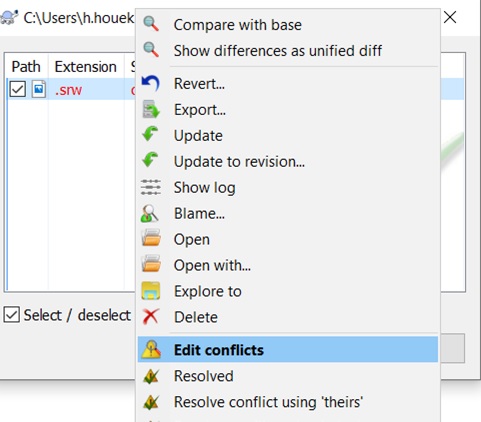 C:\Users\h.houek
Compare with base
Show differences as unified diff
Path Extension
.srw
Revert...
Export...
Update
Update to revision...
Show log
Blame...
Open
Open with...
Explore to
Delete
Select / deselect
Edit conflicts
Resolved
Resolve conflict using 'theirs'